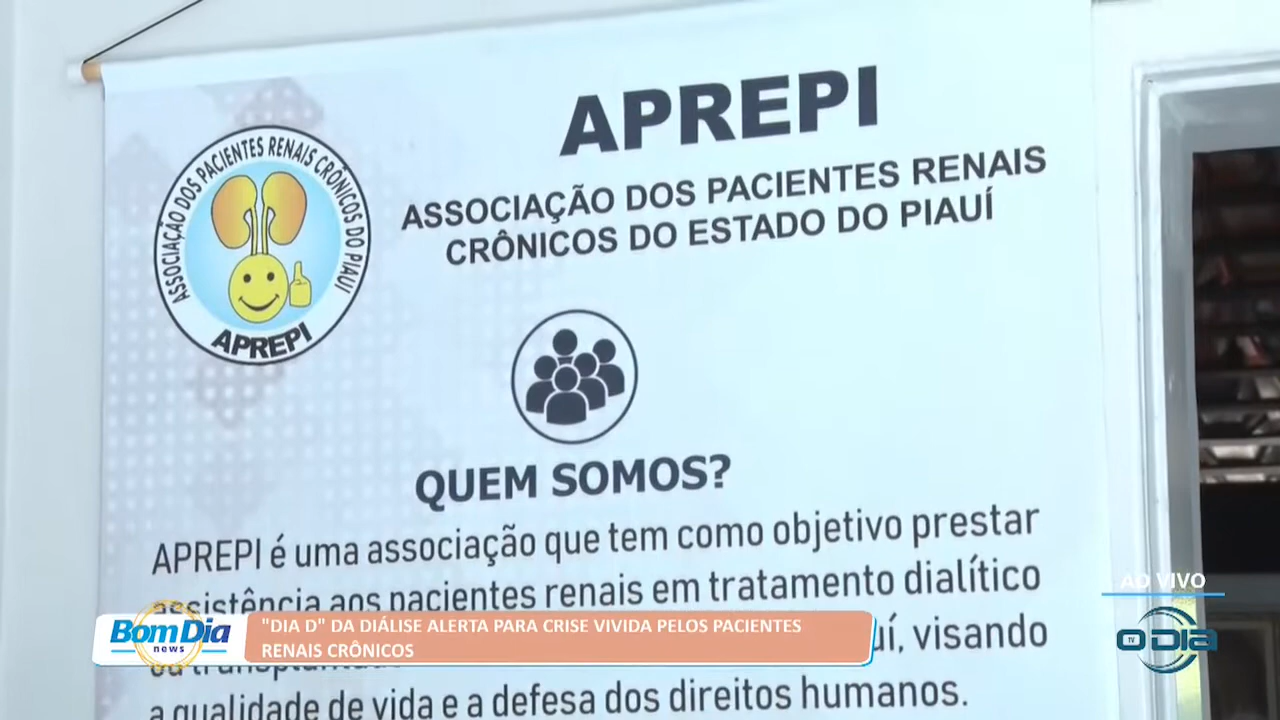 APREPI
ASSOCIAÇÃO DOS PACIENTES RENAIS
CRÔNICOS DO ESTADO DO PIAUÍ
ASSOCIAÇÃO DOS PACIENTES RENAIS CRÔNICOS DO PIAUÍ
APREPI
QUEM SOMOS?
APREPI é uma associação que tem como objetivo prestar
assistência aos pacientes renais em tratamento dialítico
visando
a qualidade de vida e a defesa dos direitos humanos.
Bom Dia
news
"DIA D" DA DIÁLISE ALERTA PARA CRISE VIVIDA PELOS PACIENTES
RENAIS CRÔNICOS
AO VIVO
TV
O DIA